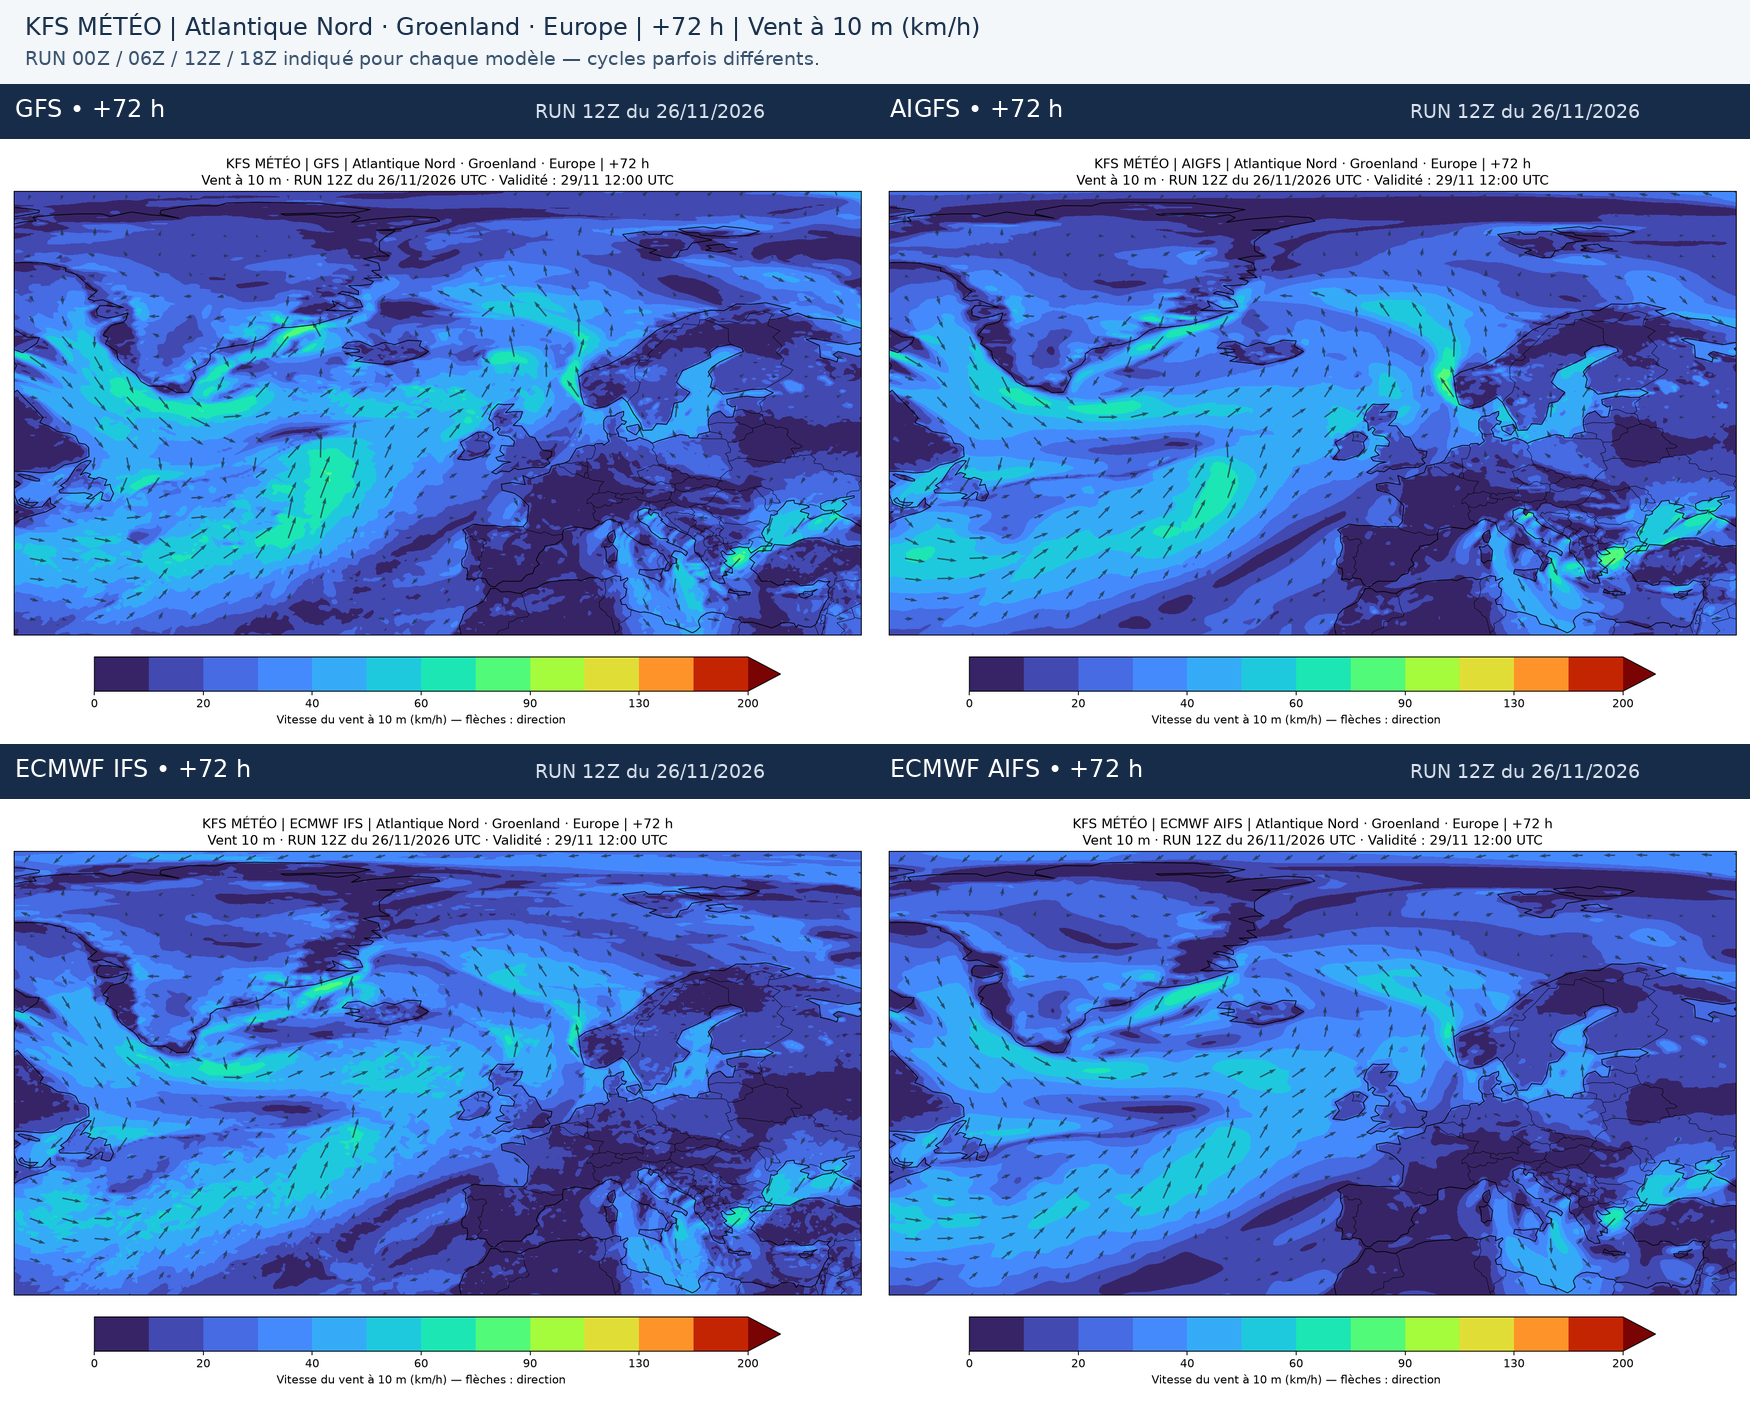 KFS MÉTÉO | Atlantique Nord · Groenland · Europe | +72 h | Vent à 10 m (km/h)
RUN 00Z / 06Z / 12Z / 18Z indiqué pour chaque modèle — cycles parfois différents.
GFS • +72 h
RUN 12Z du 26/11/2026
KFS MÉTÉO | GFS | Atlantique Nord · Groenland · Europe | +72 h
Vent à 10 m · RUN 12Z du 26/11/2026 UTC · Validité : 29/11 12:00 UTC
0 20 40 60 90 130 200
Vitesse du vent à 10 m (km/h) — flèches : direction
AIGFS • +72 h
RUN 12Z du 26/11/2026
KFS MÉTÉO | AIGFS | Atlantique Nord · Groenland · Europe | +72 h
Vent à 10 m · RUN 12Z du 26/11/2026 UTC · Validité : 29/11 12:00 UTC
0 20 40 60 90 130 200
Vitesse du vent à 10 m (km/h) — flèches : direction
ECMWF IFS • +72 h
RUN 12Z du 26/11/2026
KFS MÉTÉO | ECMWF IFS | Atlantique Nord · Groenland · Europe | +72 h
Vent 10 m · RUN 12Z du 26/11/2026 UTC · Validité : 29/11 12:00 UTC
0 20 40 60 90 130 200
Vitesse du vent à 10 m (km/h) — flèches : direction
ECMWF AIFS • +72 h
RUN 12Z du 26/11/2026
KFS MÉTÉO | ECMWF AIFS | Atlantique Nord · Groenland · Europe | +72 h
Vent 10 m · RUN 12Z du 26/11/2026 UTC · Validité : 29/11 12:00 UTC
0 20 40 60 90 130 200
Vitesse du vent à 10 m (km/h) — flèches : direction